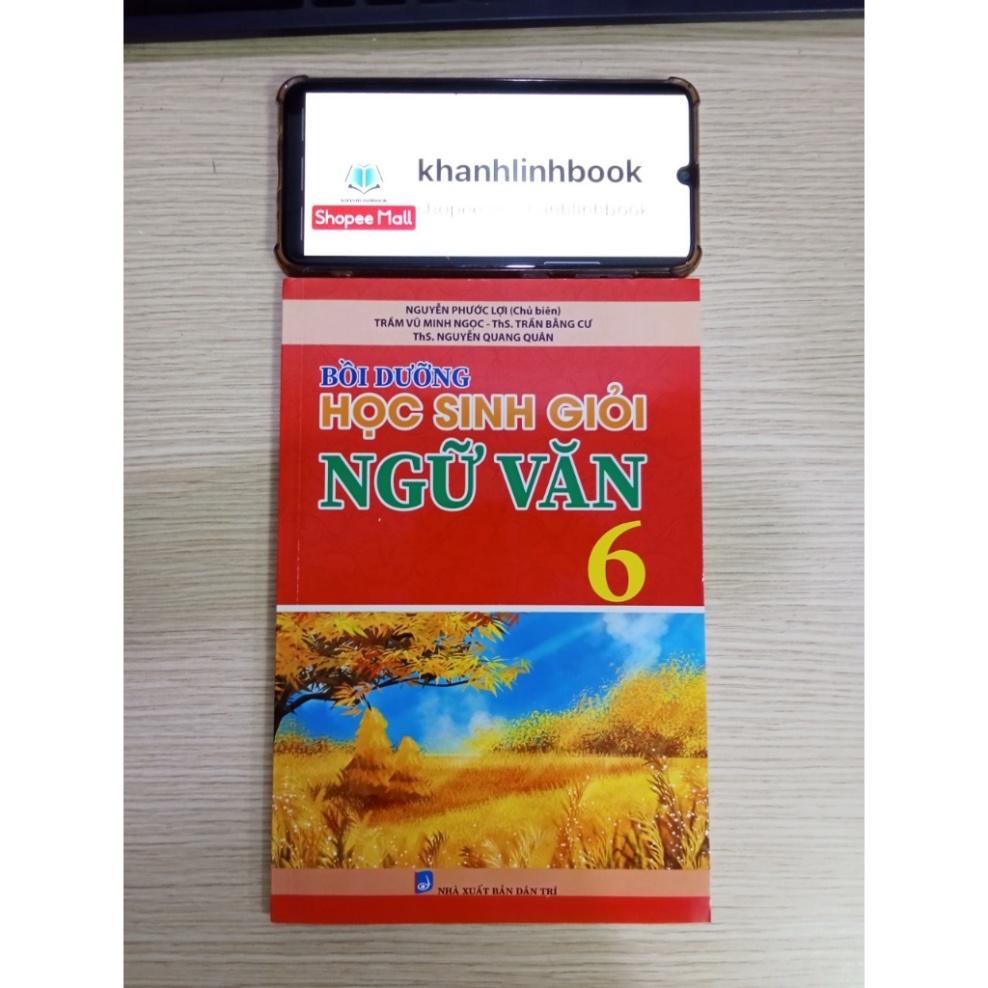 khanhlinhbook
Shopee Mall
NGUYỄN PHƯỚC LỢI (Chủ biên)
TRẦM VŨ MINH NGỌC - ThS. TRẦN BẰNG CƯ
ThS. NGUYỄN QUANG QUÂN
BỒI DƯỠNG
HỌC SINH GIỎI
NGỮ VĂN
6
NHÀ XUẤT BẢN DÂN TRÍ